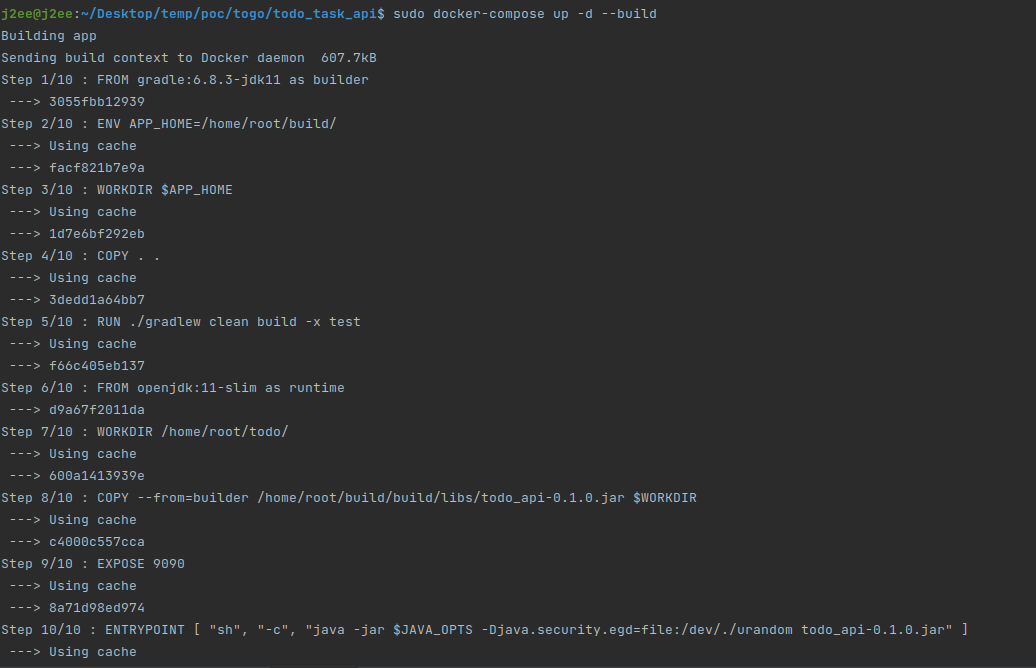 j2ee@j2ee:~/Desktop/temp/poc/togo/todo_task_api$ sudo docker-compose up -d --build
Building app
Sending build context to Docker daemon  607.7kB
Step 1/10 : FROM gradle:6.8.3-jdk11 as builder
 ---> 3055fbb12939
Step 2/10 : ENV APP_HOME=/home/root/build/
 ---> Using cache
 ---> facf821b7e9a
Step 3/10 : WORKDIR $APP_HOME
 ---> Using cache
 ---> 1d7e6bf292eb
Step 4/10 : COPY . .
 ---> Using cache
 ---> 3dedd1a64bb7
Step 5/10 : RUN ./gradlew clean build -x test
 ---> Using cache
 ---> f66c405eb137
Step 6/10 : FROM openjdk:11-slim as runtime
 ---> d9a67f2011da
Step 7/10 : WORKDIR /home/root/todo/
 ---> Using cache
 ---> 600a1413939e
Step 8/10 : COPY --from=builder /home/root/build/build/libs/todo_api-0.1.0.jar $WORKDIR
 ---> Using cache
 ---> c4000c557cca
Step 9/10 : EXPOSE 9090
 ---> Using cache
 ---> 8a71d98ed974
Step 10/10 : ENTRYPOINT [ "sh", "-c", "java -jar $JAVA_OPTS -Djava.security.egd=file:/dev/./urandom todo_api-0.1.0.jar" ]
 ---> Using cache